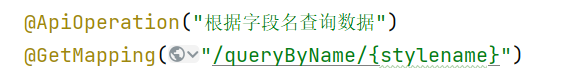 @ApiOperation("根据字段名查询数据")
@GetMapping("/queryByName/{stylename}")